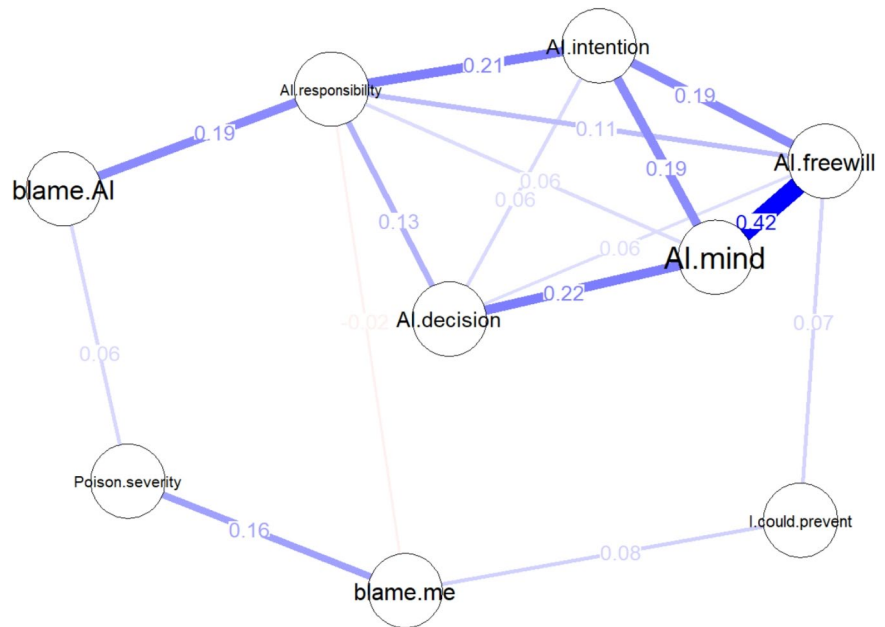 AI.intention
0.21
AI.responsibility
0.19
0.11
0.19
AI.freewill
0.19
blame.AI
0.06
0.06
0.13
0.42
0.06
AI.mind
0.22
AI.decision
-0.02
0.07
0.06
Poison.severity
I.could.prevent
0.16
0.08
blame.me